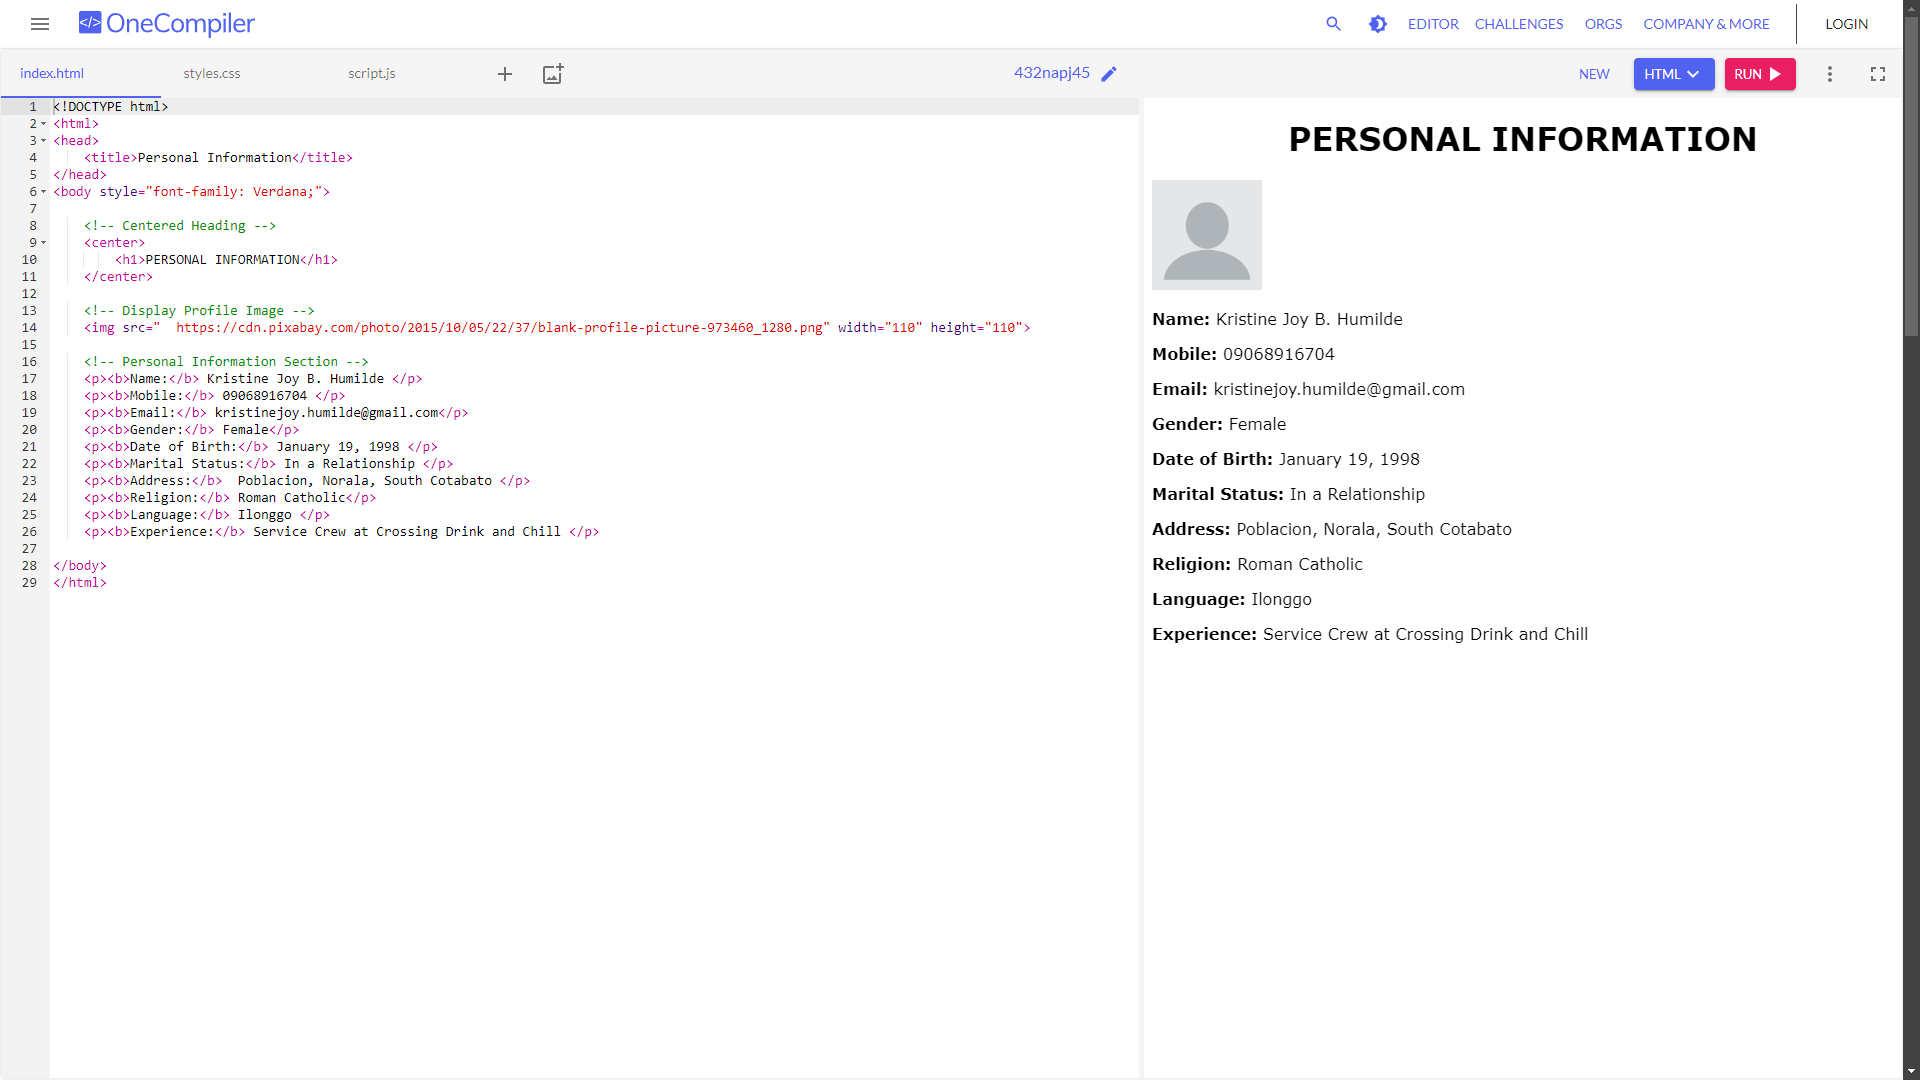 </> OneCompiler EDITOR CHALLENGES ORGS COMPANY & MORE LOGIN
index.html styles.css script.js 432napj45 NEW HTML RUN
1 <!DOCTYPE html>
2 <html>
3 <head>
4 <title>Personal Information</title>
5 </head>
6 <body style="font-family: Verdana;">
7
8 <!-- Centered Heading -->
9 <center>
10 <h1>PERSONAL INFORMATION</h1>
11 </center>
12
13 <!-- Display Profile Image -->
14 <img src="  https://cdn.pixabay.com/photo/2015/10/05/22/37/blank-profile-picture-973460_1280.png" width="110" height="110">
15
16 <!-- Personal Information Section -->
17 <p><b>Name:</b> Kristine Joy B. Humilde </p>
18 <p><b>Mobile:</b> 09068916704 </p>
19 <p><b>Email:</b> kristinejoy.humilde@gmail.com</p>
20 <p><b>Gender:</b> Female</p>
21 <p><b>Date of Birth:</b> January 19, 1998 </p>
22 <p><b>Marital Status:</b> In a Relationship </p>
23 <p><b>Address:</b>  Poblacion, Norala, South Cotabato </p>
24 <p><b>Religion:</b> Roman Catholic</p>
25 <p><b>Language:</b> Ilonggo </p>
26 <p><b>Experience:</b> Service Crew at Crossing Drink and Chill </p>
27
28 </body>
29 </html>
PERSONAL INFORMATION
Name: Kristine Joy B. Humilde
Mobile: 09068916704
Email: kristinejoy.humilde@gmail.com
Gender: Female
Date of Birth: January 19, 1998
Marital Status: In a Relationship
Address: Poblacion, Norala, South Cotabato
Religion: Roman Catholic
Language: Ilonggo
Experience: Service Crew at Crossing Drink and Chill